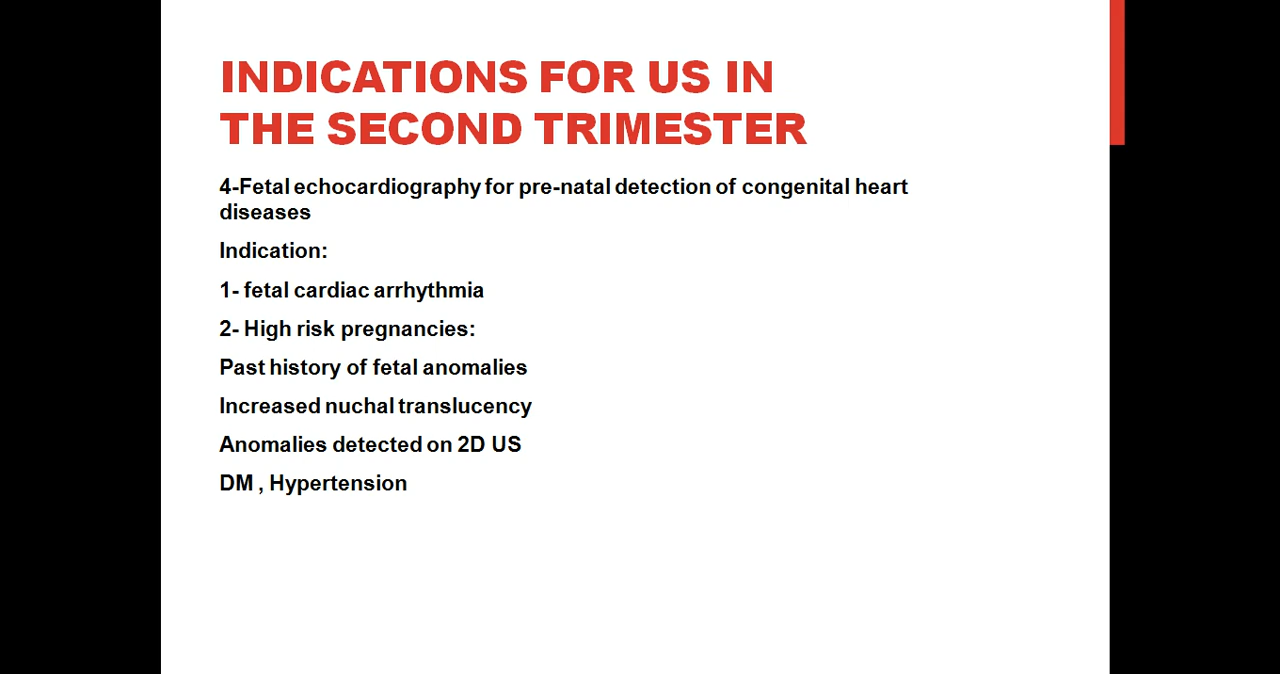 INDICATIONS FOR US IN
THE SECOND TRIMESTER
4-Fetal echocardiography for pre-natal detection of congenital heart
diseases
Indication:
1- fetal cardiac arrhythmia
2- High risk pregnancies:
Past history of fetal anomalies
Increased nuchal translucency
Anomalies detected on 2D US
DM , Hypertension